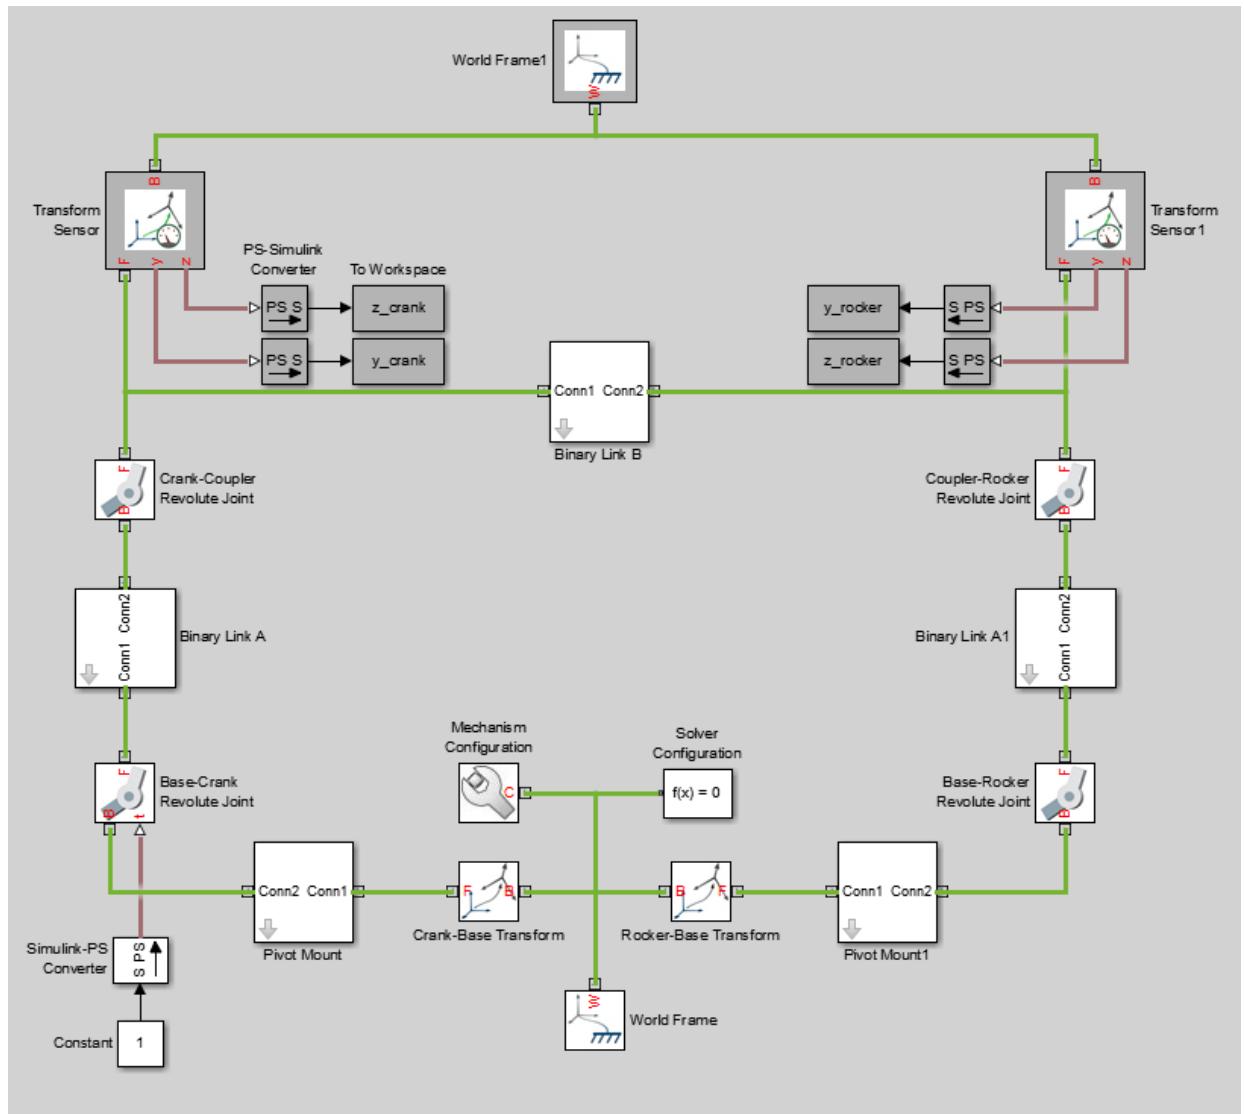 World Frame1
W
B
B
Transform
Sensor
Transform
Sensor1
F
y
z
F
y
z
PS-Simulink
Converter
To Workspace
PS S
z_crank
y_rocker
S PS
PS S
y_crank
z_rocker
S PS
Conn1 Conn2
Binary Link B
F
Crank-Coupler
Revolute Joint
B
Coupler-Rocker
Revolute Joint
F
B
Conn2
Conn1
Binary Link A
Binary Link A1
Conn2
Conn1
Mechanism
Configuration
Solver
Configuration
F
Base-Crank
Revolute Joint
B
t
C
f(x) = 0
Base-Rocker
Revolute Joint
F
B
Conn2 Conn1
Pivot Mount
F
B
Crank-Base Transform
B
F
Rocker-Base Transform
Conn1 Conn2
Pivot Mount1
Simulink-PS
Converter
S PS
W
World Frame
Constant
1